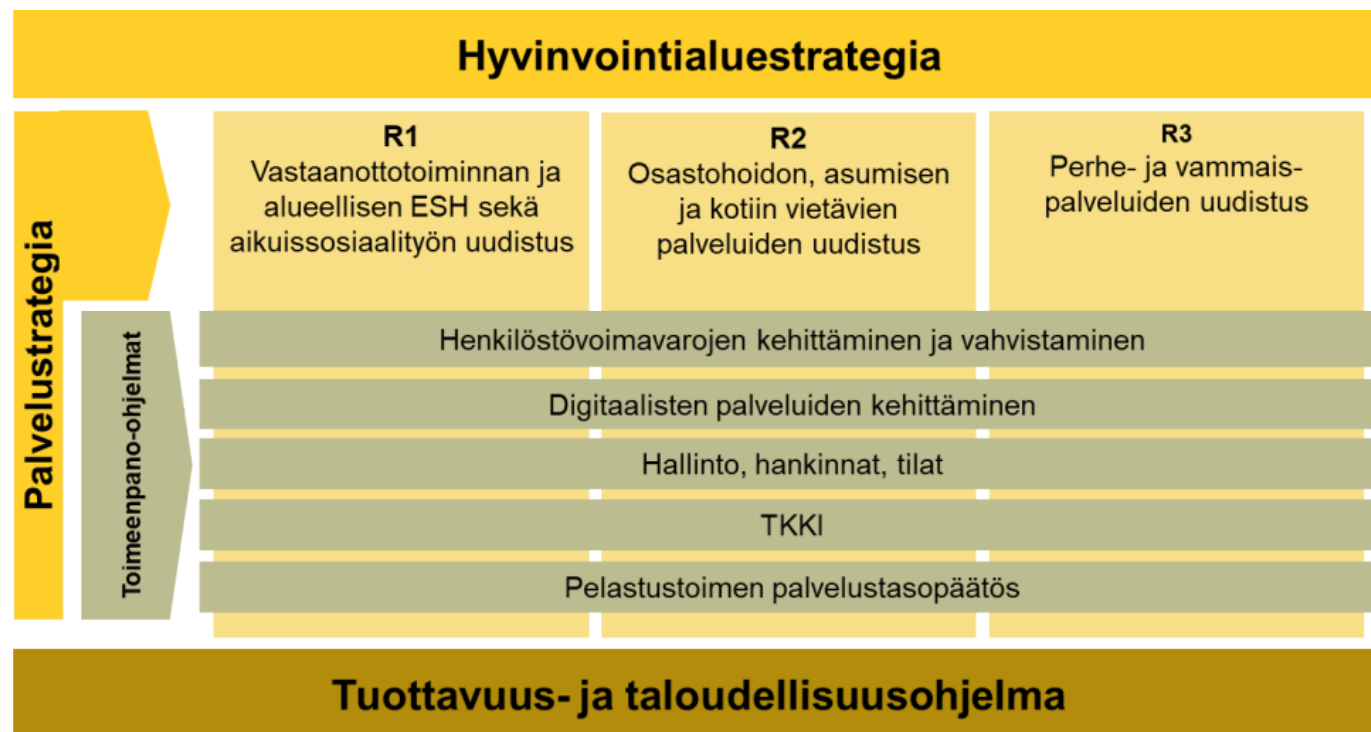 Hyvinvointialuestrategia
Palvelustrategia
R1
Vastaanottotoiminnan ja
alueellisen ESH sekä
aikuissosiaalityön uudistus
R2
Osastohoidon, asumisen
ja kotiin vietävien
palveluiden uudistus
R3
Perhe- ja vammais-
palveluiden uudistus
Toimeenpano-ohjelmat
Henkilöstövoimavarojen kehittäminen ja vahvistaminen
Digitaalisten palveluiden kehittäminen
Hallinto, hankinnat, tilat
TKKI
Pelastustoimen palvelustasopäätös
Tuottavuus- ja taloudellisuusohjelma